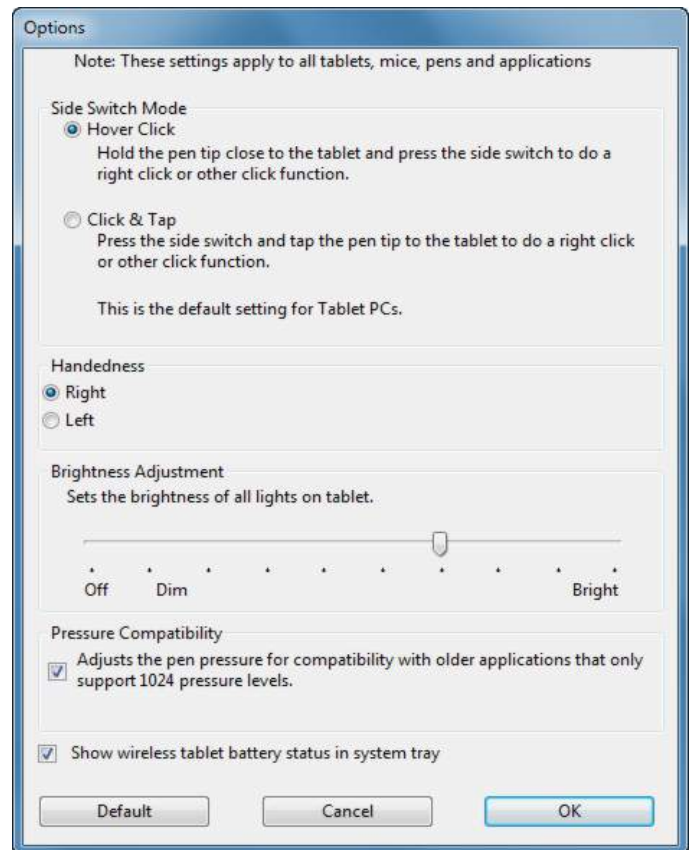 Options
Note: These settings apply to all tablets, mice, pens and applications
Side Switch Mode
Hover Click
Hold the pen tip close to the tablet and press the side switch to do a
right click or other click function.
Click & Tap
Press the side switch and tap the pen tip to the tablet to do a right click
or other click function.
This is the default setting for Tablet PCs.
Handedness
Right
Left
Brightness Adjustment
Sets the brightness of all lights on tablet.
Off Dim Bright
Pressure Compatibility
Adjusts the pen pressure for compatibility with older applications that only
support 1024 pressure levels.
Show wireless tablet battery status in system tray
Default Cancel OK